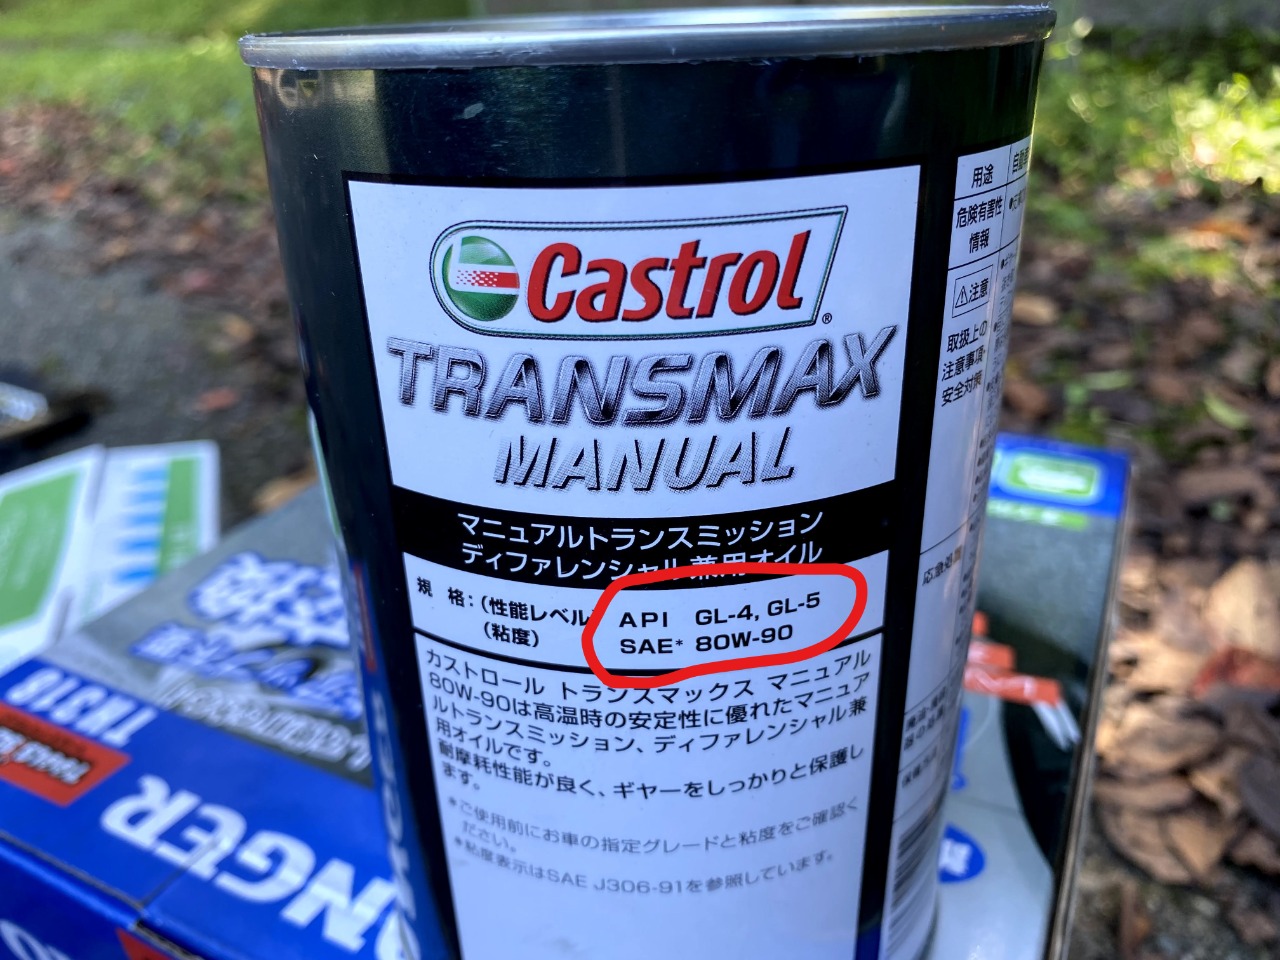 Castrol
®
TRANSMAX
MANUAL
マニュアルトランスミッション
ディファレンシャル兼用オイル
規 格：(性能レベル) API GL-4, GL-5
(粘度) SAE* 80W-90
カストロール トランスマックス マニュアル
80W-90は高温時の安定性に優れたマニュア
ルトランスミッション、ディファレンシャル兼
用オイルです。
耐摩耗性能が良く、ギヤーをしっかりと保護し
ます。
*ご使用前にお車の指定グレードと粘度をご確認く
ださい。
*粘度表示はSAE J306-91を参照しています。
用途
危険有害性
情報
⚠注意
取扱上の
注意事項・
安全対策
応急処置
TH318